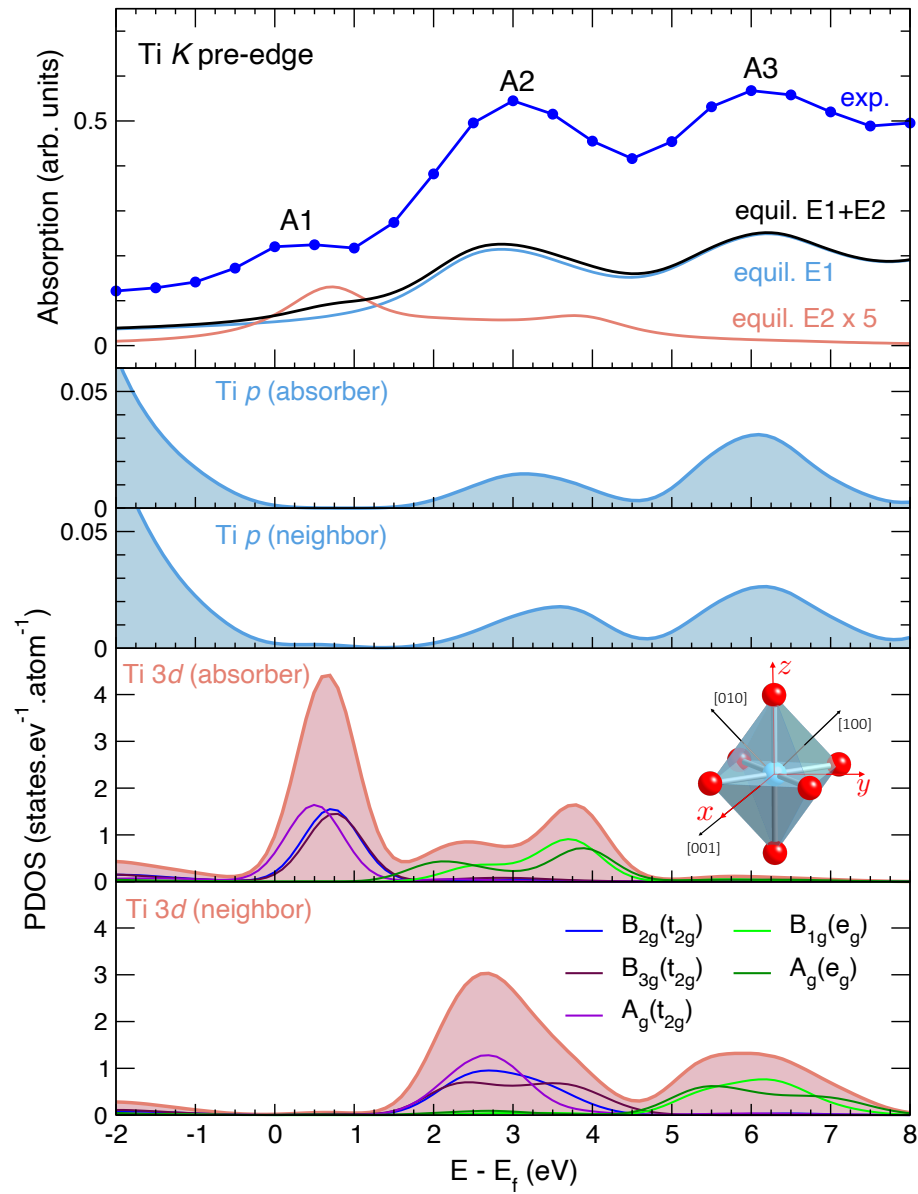 Ti K pre-edge
A1
A2
A3
exp.
equil. E1+E2
equil. E1
equil. E2 x 5
Absorption (arb. units)
0.5
0
Ti p (absorber)
0.05
0
Ti p (neighbor)
0.05
0
Ti 3d (absorber)
4
3
2
1
0
z
[010]
[100]
y
x
[001]
Ti 3d (neighbor)
4
3
2
1
0
B2g(t2g)
B1g(eg)
B3g(t2g)
Ag(eg)
Ag(t2g)
PDOS (states.ev-1.atom-1)
-2 -1 0 1 2 3 4 5 6 7 8
E - Ef (eV)